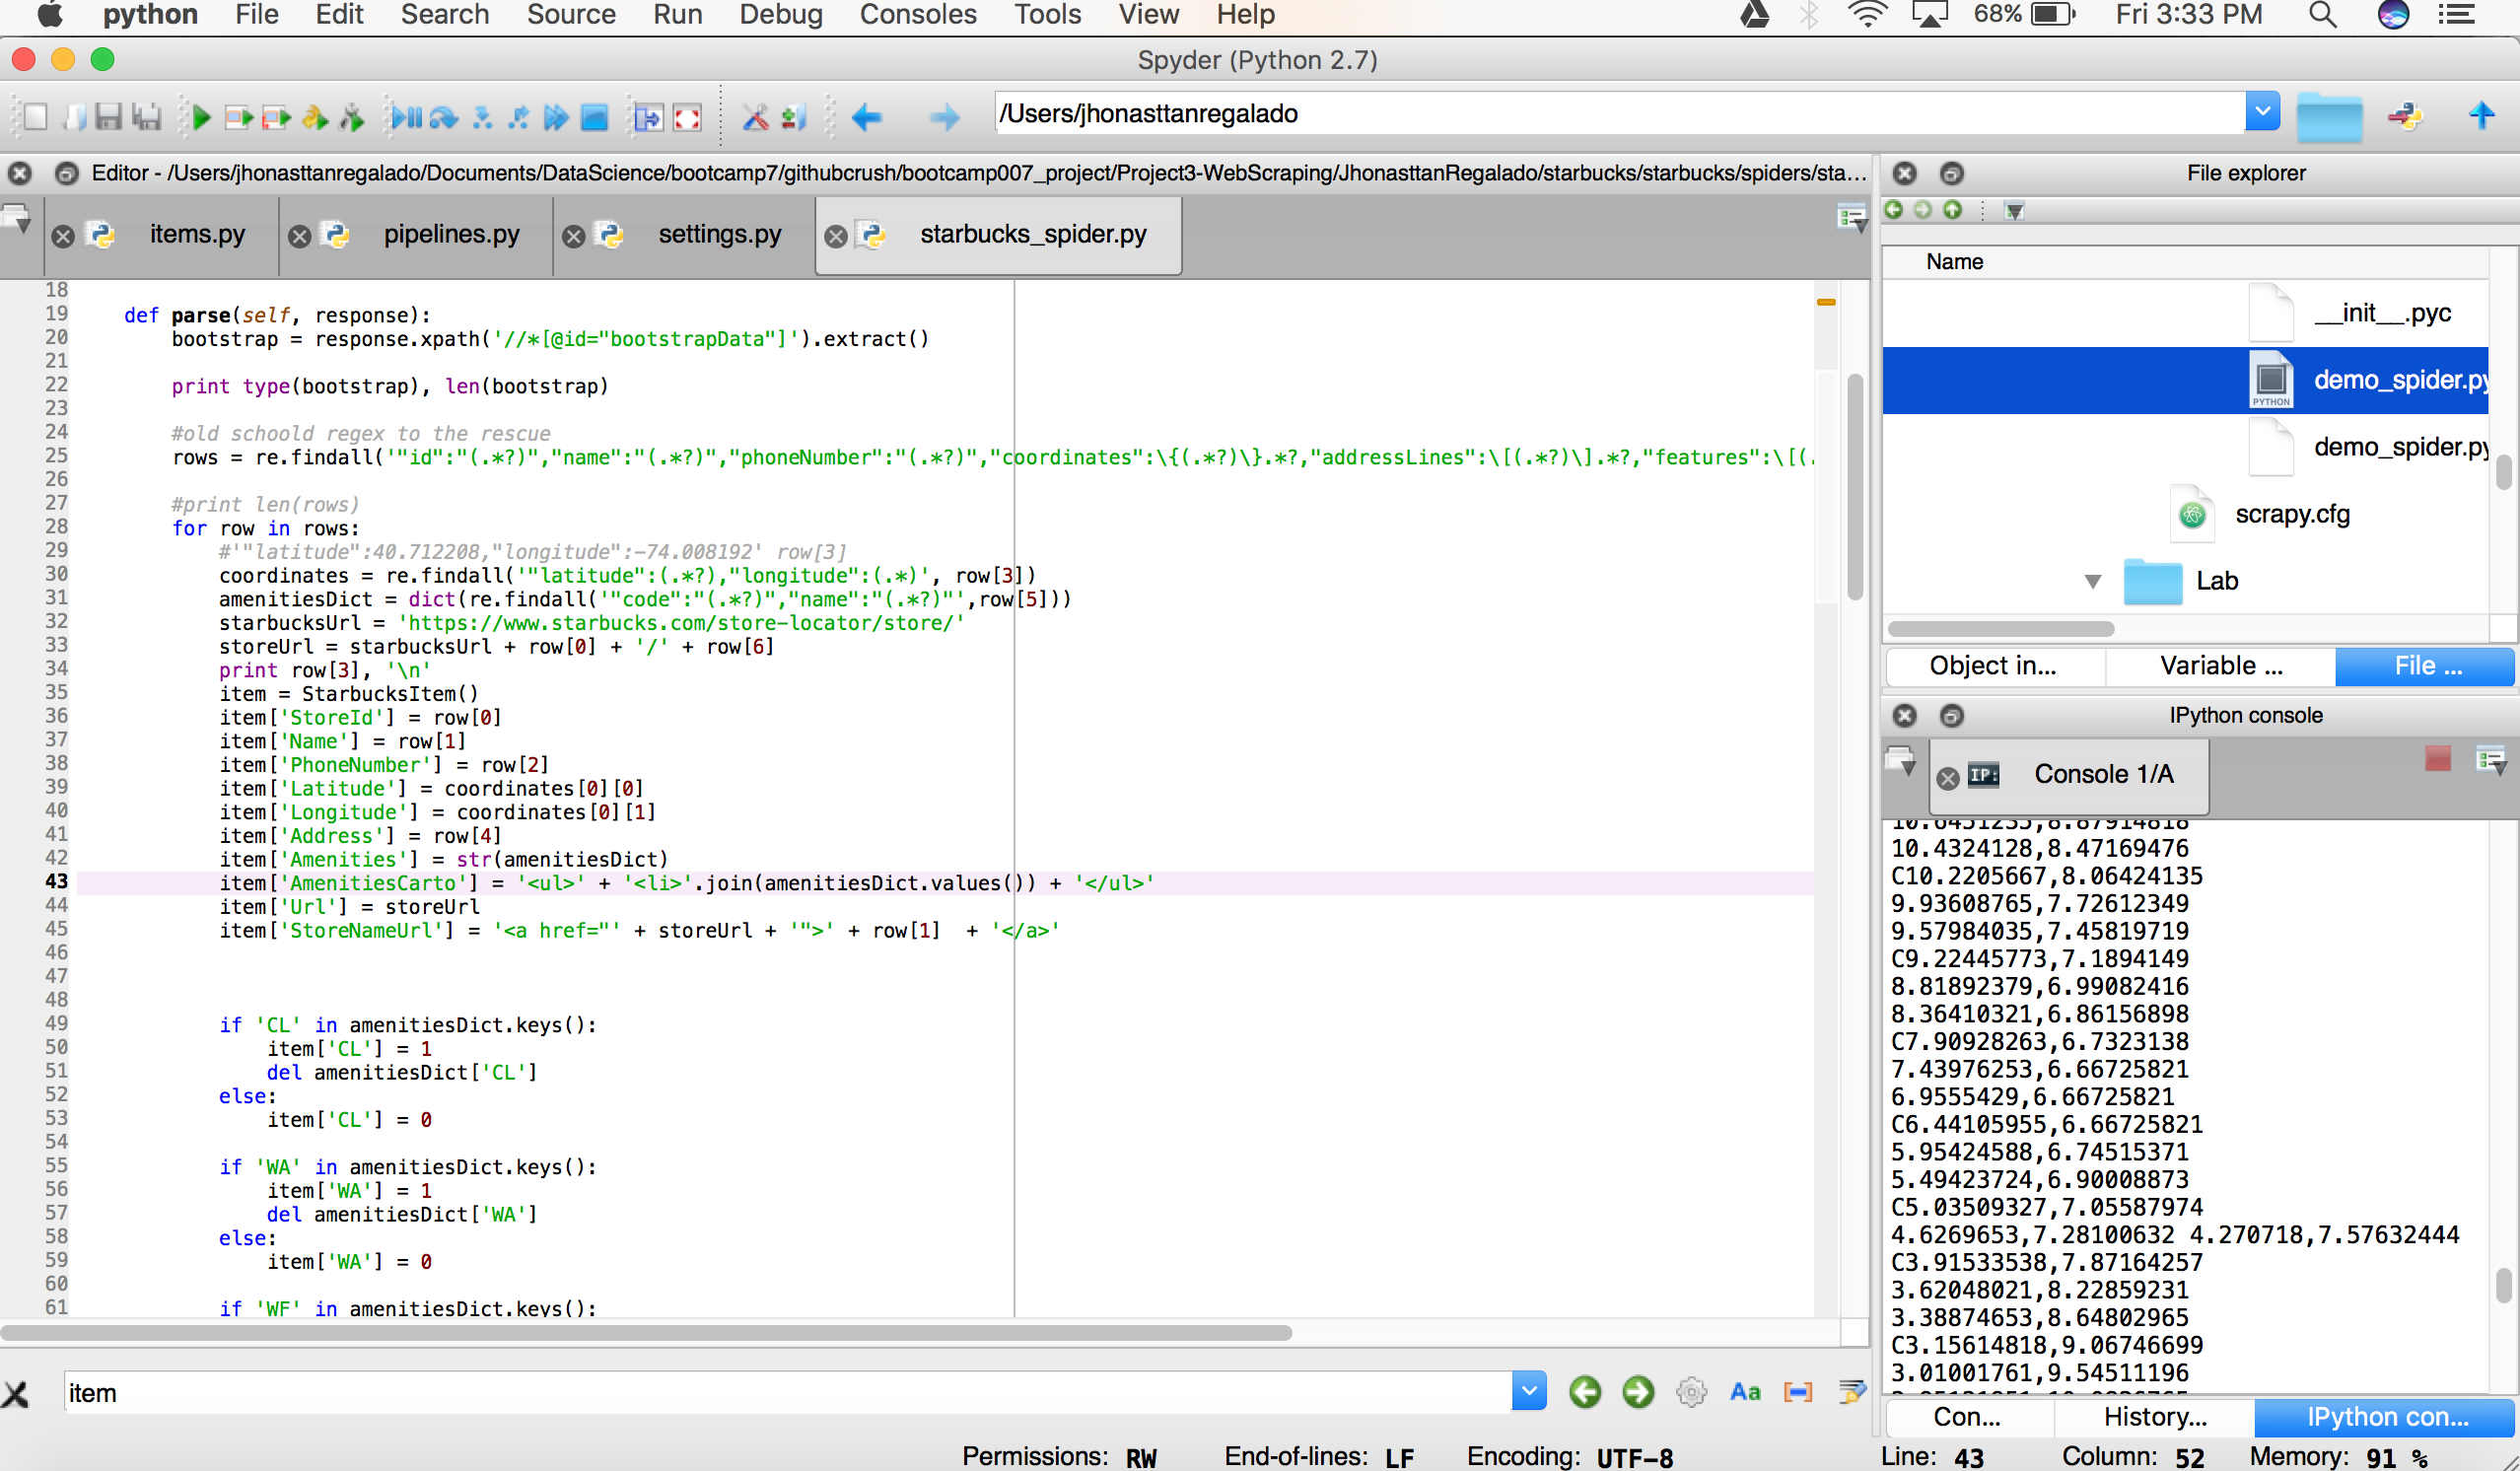 python File Edit Search Source Run Debug Consoles Tools View Help 68% Fri 3:33 PM
Spyder (Python 2.7)
/Users/jhonasttanregalado
Editor - /Users/jhonasttanregalado/Documents/DataScience/bootcamp7/githubcrush/bootcamp007_project/Project3-WebScraping/JhonasttanRegalado/starbucks/starbucks/spiders/sta...
items.py pipelines.py settings.py starbucks_spider.py
18
19 def parse(self, response):
20 bootstrap = response.xpath('//*[@id="bootstrapData"]').extract()
21
22 print type(bootstrap), len(bootstrap)
23
24 #old schoold regex to the rescue
25 rows = re.findall('"id":"(.*?)","name":"(.*?)","phoneNumber":"(.*?)","coordinates":\{(.*?)\}.*?,"addressLines":\[(.*?)\].*?,"features":\[(.
26
27 #print len(rows)
28 for row in rows:
29 #'"latitude":40.712208,"longitude":-74.008192' row[3]
30 coordinates = re.findall('"latitude":(.*?),"longitude":(.*)', row[3])
31 amenitiesDict = dict(re.findall('"code":"(.*?)","name":"(.*?)"',row[5]))
32 starbucksUrl = 'https://www.starbucks.com/store-locator/store/'
33 storeUrl = starbucksUrl + row[0] + '/' + row[6]
34 print row[3], '\n'
35 item = StarbucksItem()
36 item['StoreId'] = row[0]
37 item['Name'] = row[1]
38 item['PhoneNumber'] = row[2]
39 item['Latitude'] = coordinates[0][0]
40 item['Longitude'] = coordinates[0][1]
41 item['Address'] = row[4]
42 item['Amenities'] = str(amenitiesDict)
43 item['AmenitiesCarto'] = '<ul>' + '<li>'.join(amenitiesDict.values()) + '</ul>'
44 item['Url'] = storeUrl
45 item['StoreNameUrl'] = '<a href="' + storeUrl + '">' + row[1]  + '</a>'
46
47
48
49 if 'CL' in amenitiesDict.keys():
50 item['CL'] = 1
51 del amenitiesDict['CL']
52 else:
53 item['CL'] = 0
54
55 if 'WA' in amenitiesDict.keys():
56 item['WA'] = 1
57 del amenitiesDict['WA']
58 else:
59 item['WA'] = 0
60
61 if 'WF' in amenitiesDict.keys():
item
Aa
Permissions: RW End-of-lines: LF Encoding: UTF-8 Line: 43 Column: 52 Memory: 91 %
File explorer
Name
__init__.pyc
PYTHON demo_spider.py
demo_spider.py
scrapy.cfg
Lab
Object in... Variable ... File ...
IPython console
IP: Console 1/A
10.6451235,8.87914818
10.4324128,8.47169476
C10.2205667,8.06424135
9.93608765,7.72612349
9.57984035,7.45819719
C9.22445773,7.1894149
8.81892379,6.99082416
8.36410321,6.86156898
C7.90928263,6.7323138
7.43976253,6.66725821
6.9555429,6.66725821
C6.44105955,6.66725821
5.95424588,6.74515371
5.49423724,6.90008873
C5.03509327,7.05587974
4.6269653,7.28100632 4.270718,7.57632444
C3.91533538,7.87164257
3.62048021,8.22859231
3.38874653,8.64802965
C3.15614818,9.06746699
3.01001761,9.54511196
Con... History... IPython con...